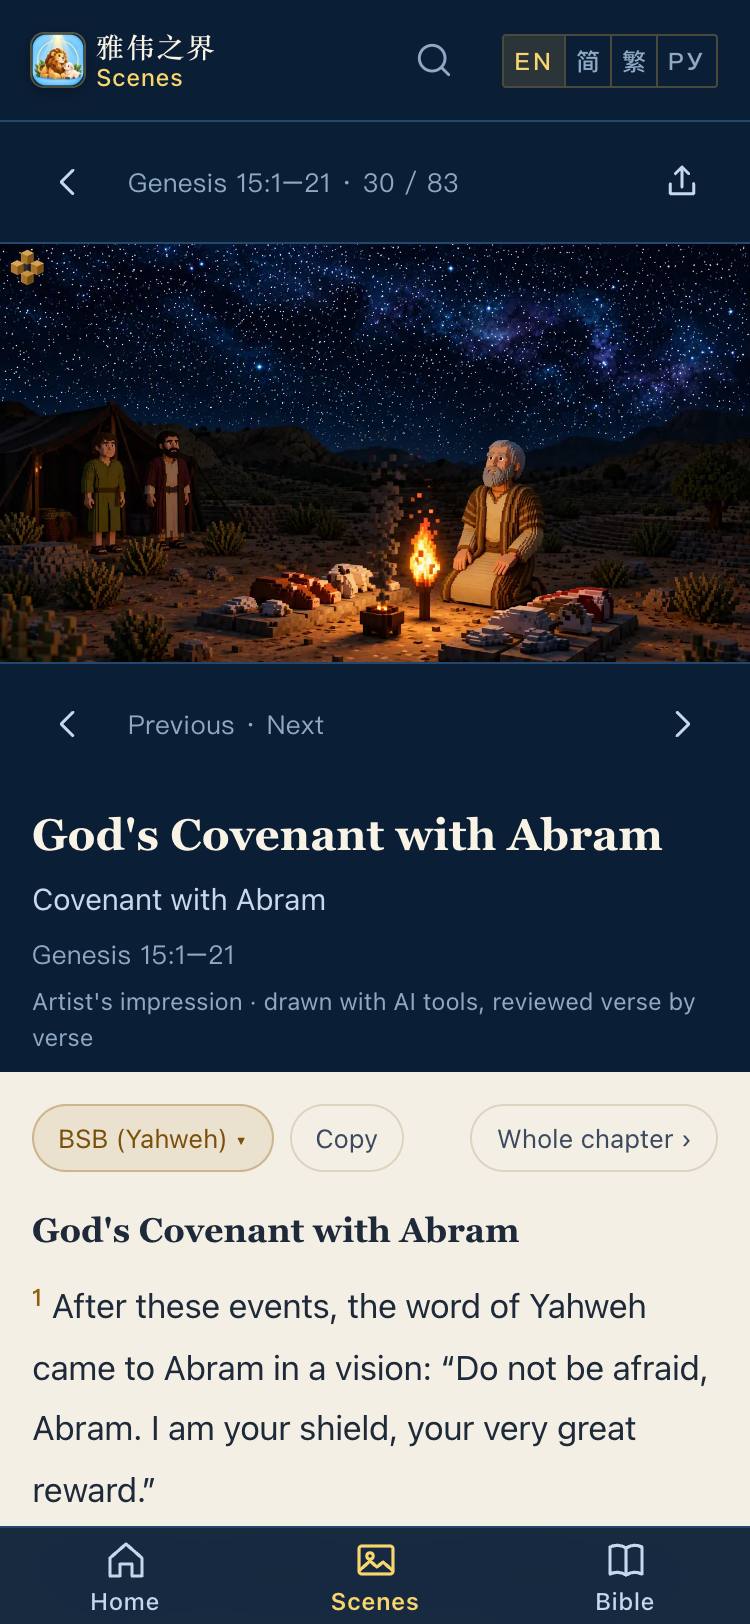 雅伟之界
Scenes
EN 简 繁 РУ
Genesis 15:1–21 · 30 / 83
Previous · Next
God's Covenant with Abram
Covenant with Abram
Genesis 15:1–21
Artist's impression · drawn with AI tools, reviewed verse by
verse
BSB (Yahweh) ▾ Copy Whole chapter ›
God's Covenant with Abram
1 After these events, the word of Yahweh
came to Abram in a vision: “Do not be afraid,
Abram. I am your shield, your very great
reward.”
Home Scenes Bible